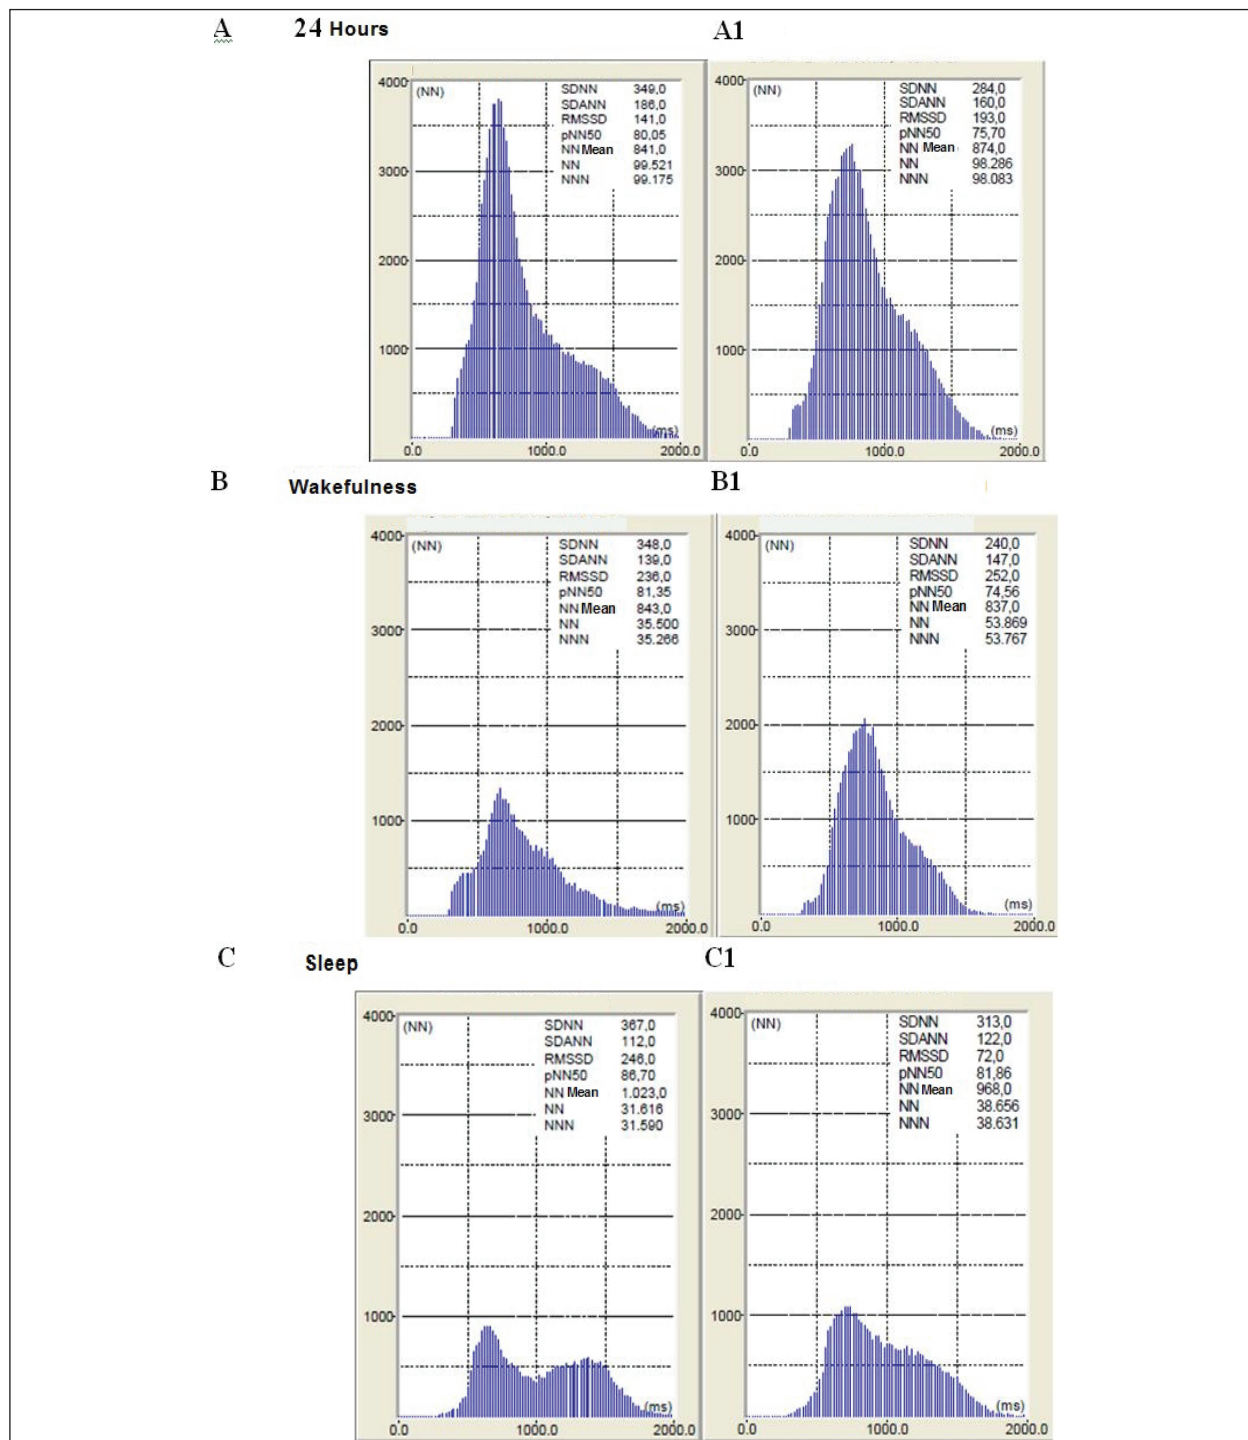 A 24 Hours A1
4000 (NN) SDNN 349,0
SDANN 186,0
RMSSD 141,0
pNN50 80,05
NN Mean 841,0
NN 99.521
NNN 99.175
3000
2000
1000
(ms)
0.0 1000.0 2000.0
4000 (NN) SDNN 284,0
SDANN 160,0
RMSSD 193,0
pNN50 75,70
NN Mean 874,0
NN 98.286
NNN 98.083
3000
2000
1000
(ms)
0.0 1000.0 2000.0
B Wakefulness B1
4000 (NN) SDNN 348,0
SDANN 139,0
RMSSD 236,0
pNN50 81,35
NN Mean 843,0
NN 35.500
NNN 35.266
3000
2000
1000
(ms)
0.0 1000.0 2000.0
4000 (NN) SDNN 240,0
SDANN 147,0
RMSSD 252,0
pNN50 74,56
NN Mean 837,0
NN 53.869
NNN 53.767
3000
2000
1000
(ms)
0.0 1000.0 2000.0
C Sleep C1
4000 (NN) SDNN 367,0
SDANN 112,0
RMSSD 246,0
pNN50 86,70
NN Mean 1.023,0
NN 31.616
NNN 31.590
3000
2000
1000
(ms)
0.0 1000.0 2000.0
4000 (NN) SDNN 313,0
SDANN 122,0
RMSSD 72,0
pNN50 81,86
NN Mean 968,0
NN 38.656
NNN 38.631
3000
2000
1000
(ms)
0.0 1000.0 2000.0